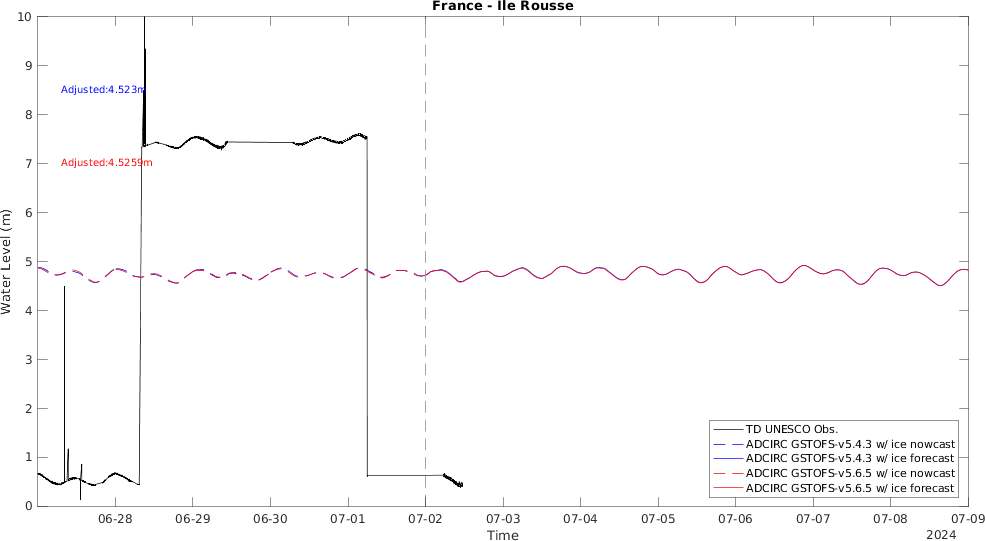 France - Ile Rousse
10
9
8
7
6
5
4
3
2
1
0
Water Level (m)
Adjusted:4.523m
Adjusted:4.5259m
TD UNESCO Obs.
ADCIRC GSTOFS-v5.4.3 w/ ice nowcast
ADCIRC GSTOFS-v5.4.3 w/ ice forecast
ADCIRC GSTOFS-v5.6.5 w/ ice nowcast
ADCIRC GSTOFS-v5.6.5 w/ ice forecast
06-28 06-29 06-30 07-01 07-02 07-03 07-04 07-05 07-06 07-07 07-08 07-09
Time
2024